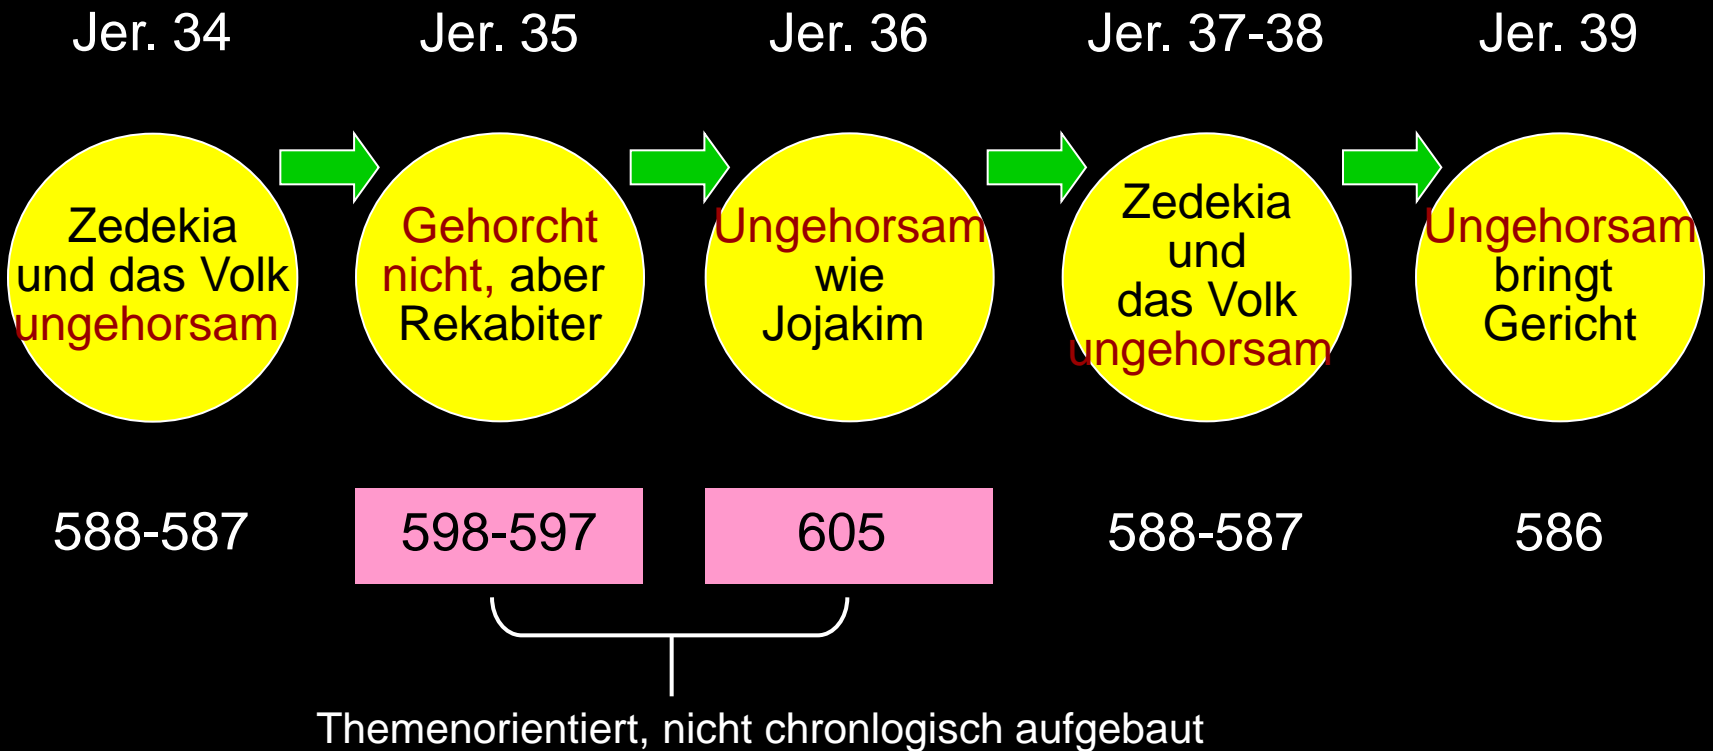 Jer. 34
Jer. 35
Jer. 36
Jer. 37-38
Jer. 39
Zedekia
und das Volk
ungehorsam
Gehorcht
nicht, aber
Rekabiter
Ungehorsam
wie
Jojakim
Zedekia
und
das Volk
ungehorsam
Ungehorsam
bringt
Gericht
588-587
598-597
605
588-587
586
Themenorientiert, nicht chronlogisch aufgebaut